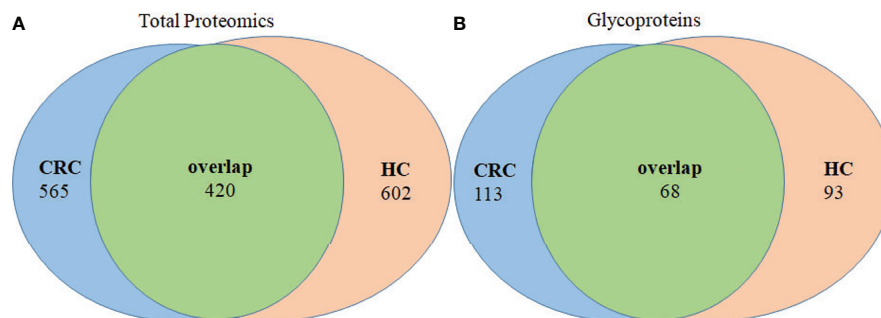 A
Total Proteomics
CRC
565
overlap
420
HC
602
B
Glycoproteins
CRC
113
overlap
68
HC
93